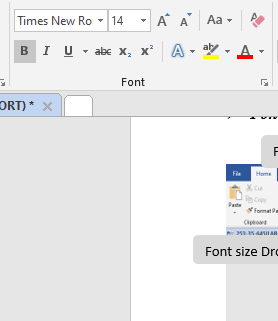 Times New Ro 14 A A Aa A
B I U abc x₂ x² A ab A
Font
ORT) *
File Home
Cut
Copy
Paste Format Pa
Clipboard
Font size Dro